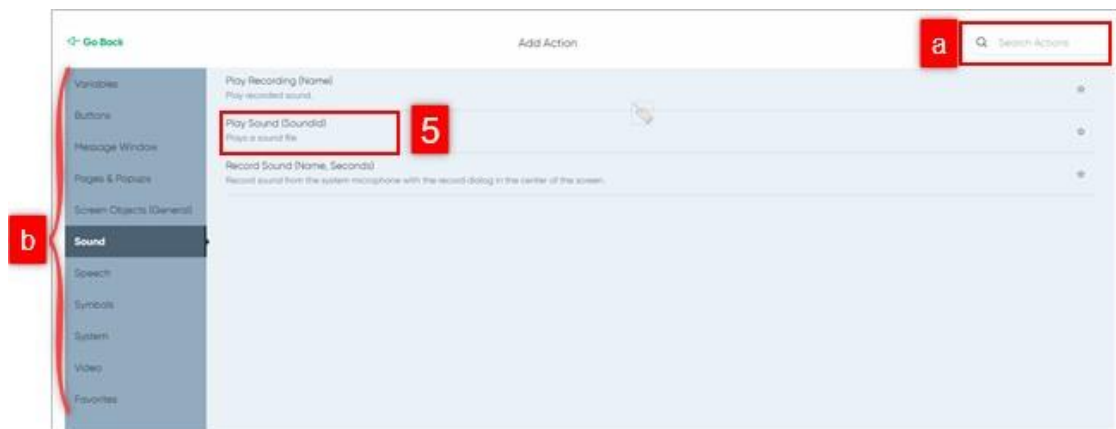 Go Back
Add Action
a
Search Actions
Variables
Buttons
Message Window
Pages & Popups
Screen Objects (General)
Sound
Speech
Symbols
System
Video
Favorites
b
Play Recording (Name)
Play recorded sound.
Play Sound (SoundId)
Plays a sound file
5
Record Sound (Name, Seconds)
Record sound from the system microphone with the record dialog in the center of the screen.